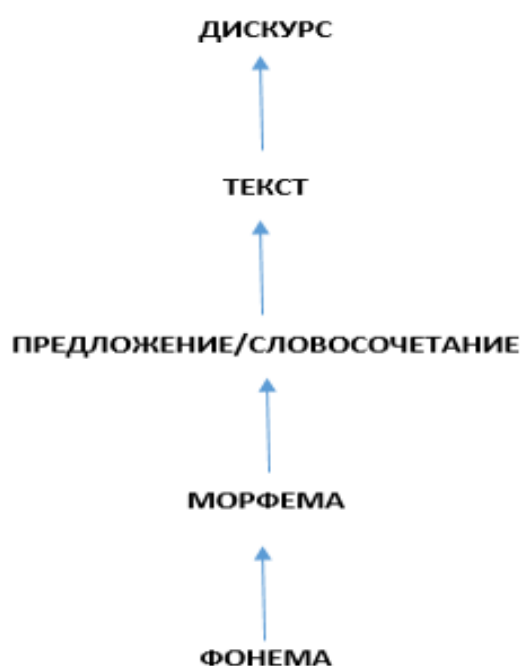 ДИСКУРС
ТЕКСТ
ПРЕДЛОЖЕНИЕ/СЛОВОСОЧЕТАНИЕ
МОРФЕМА
ФОНЕМА